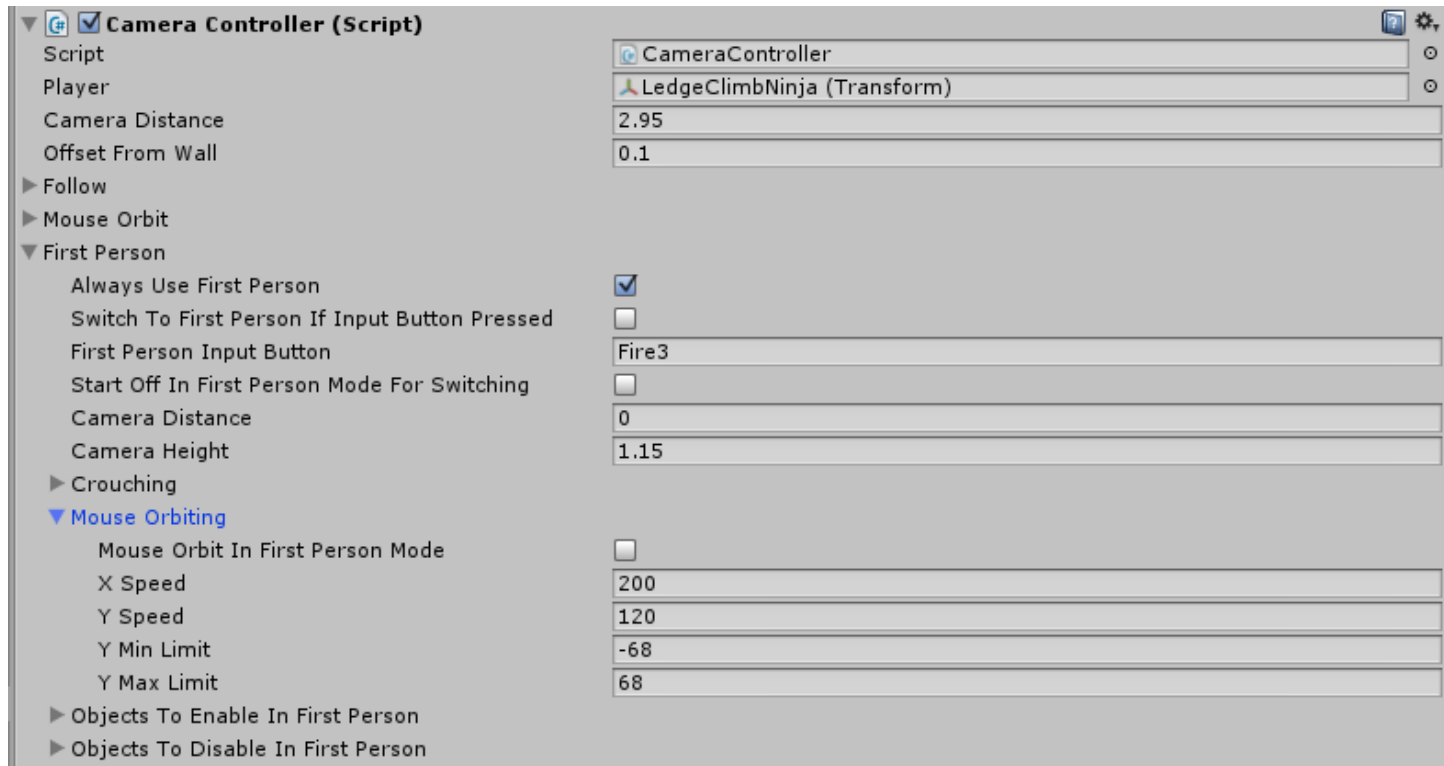 Camera Controller (Script)
Script CameraController
Player LedgeClimbNinja (Transform)
Camera Distance 2.95
Offset From Wall 0.1
Follow
Mouse Orbit
First Person
Always Use First Person
Switch To First Person If Input Button Pressed
First Person Input Button Fire3
Start Off In First Person Mode For Switching
Camera Distance 0
Camera Height 1.15
Crouching
Mouse Orbiting
Mouse Orbit In First Person Mode
X Speed 200
Y Speed 120
Y Min Limit -68
Y Max Limit 68
Objects To Enable In First Person
Objects To Disable In First Person